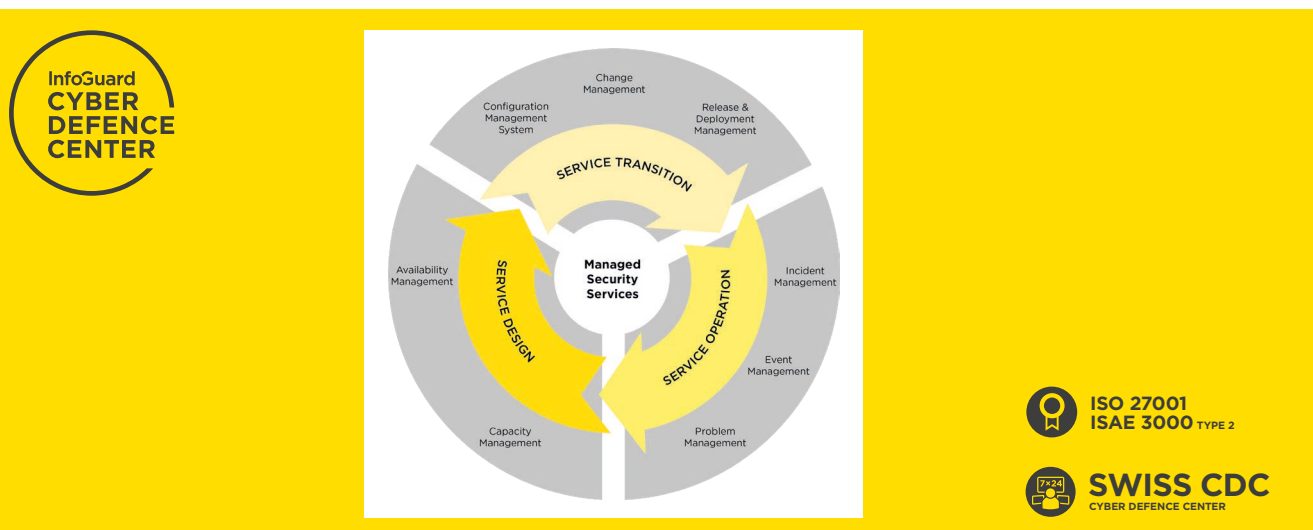 InfoGuard
CYBER
DEFENCE
CENTER
Change
Management
Configuration
Management
System
Release &
Deployment
Management
SERVICE TRANSITION
Availability
Management
SERVICE DESIGN
Managed
Security
Services
SERVICE OPERATION
Incident
Management
Event
Management
Capacity
Management
Problem
Management
ISO 27001
ISAE 3000 TYPE 2
7×24
SWISS CDC
CYBER DEFENCE CENTER